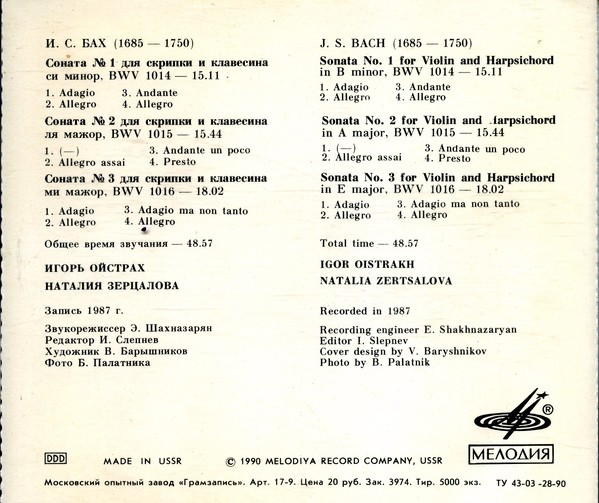 И. С. БАХ (1685 — 1750)
Соната № 1 для скрипки и клавесина
си минор, BWV 1014 — 15.11
1. Adagio 3. Andante
2. Allegro 4. Allegro
Соната № 2 для скрипки и клавесина
ля мажор, BWV 1015 — 15.44
1. (—) 3. Andante un poco
2. Allegro assai 4. Presto
Соната № 3 для скрипки и клавесина
ми мажор, BWV 1016 — 18.02
1. Adagio 3. Adagio ma non tanto
2. Allegro 4. Allegro
Общее время звучания — 48.57
ИГОРЬ ОЙСТРАХ
НАТАЛИЯ ЗЕРЦАЛОВА
Запись 1987 г.
Звукорежиссер Э. Шахназарян
Редактор И. Слепнев
Художник В. Барышников
Фото Б. Палатника
J. S. BACH (1685 — 1750)
Sonata No. 1 for Violin and Harpsichord
in B minor, BWV 1014 — 15.11
1. Adagio 3. Andante
2. Allegro 4. Allegro
Sonata No. 2 for Violin and .farpsichord
in A major, BWV 1015 — 15.44
1. (—) 3. Andante un poco
2. Allegro assai 4. Presto
Sonata No. 3 for Violin and Harpsichord
in E major, BWV 1016 — 18.02
1. Adagio 3. Adagio ma non tanto
2. Allegro 4. Allegro
Total time — 48.57
IGOR OISTRAKH
NATALIA ZERTSALOVA
Recorded in 1987
Recording engineer E. Shakhnazaryan
Editor I. Slepnev
Cover design by V. Baryshnikov
Photo by B. Palatnik
®
МЕЛОДИЯ
DDD MADE IN USSR © 1990 MELODIYA RECORD COMPANY, USSR
Московский опытный завод «Грамзапись». Арт. 17-9. Цена 20 руб. Зак. 3974. Тир. 5000 экз. ТУ 43-03-28-90